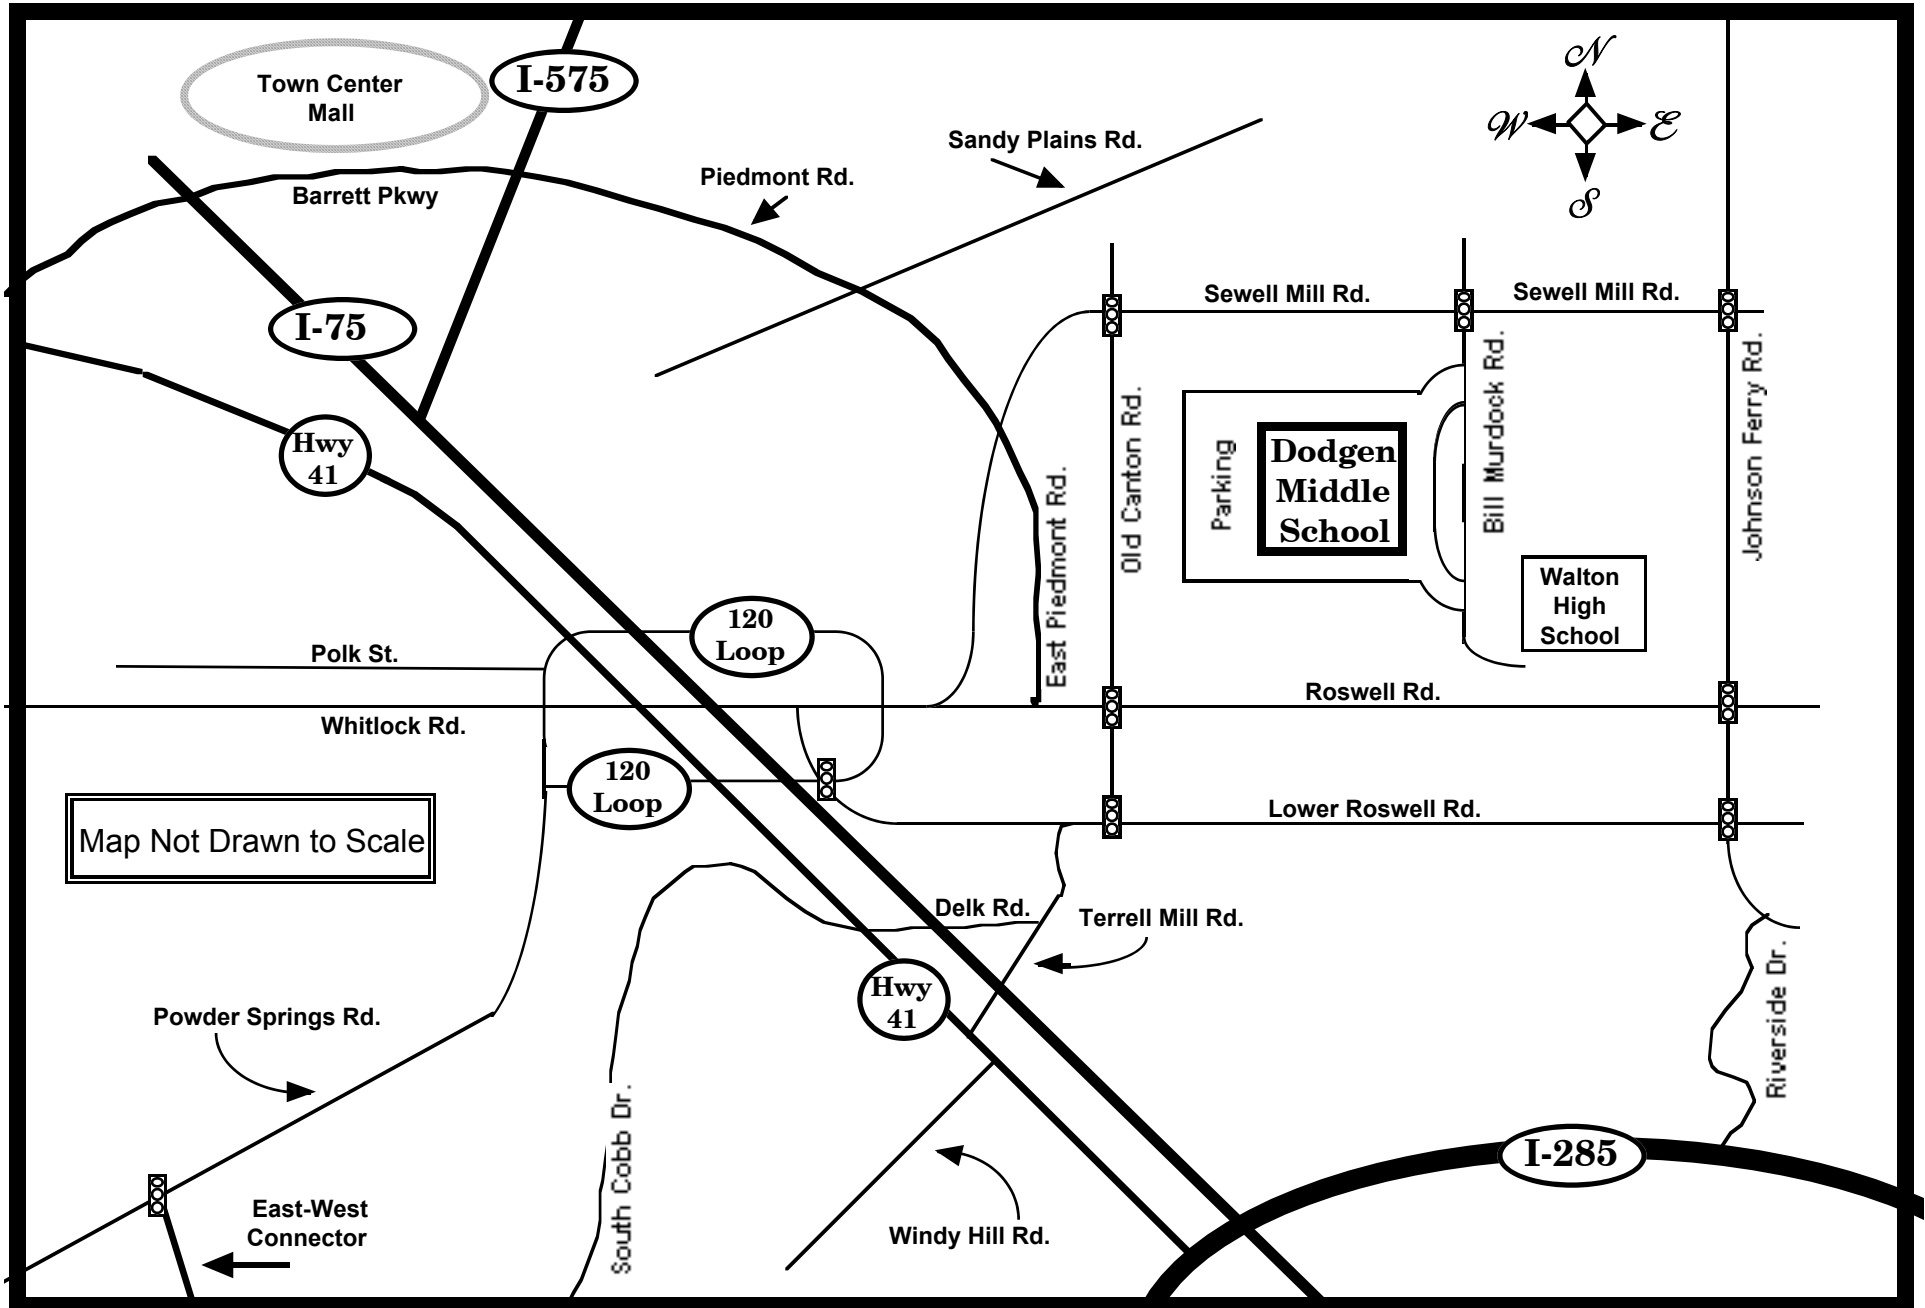 Town Center
Mall
I-575
N
W
E
S
Sandy Plains Rd.
Piedmont Rd.
Barrett Pkwy
Sewell Mill Rd.
Sewell Mill Rd.
I-75
Hwy
41
Old Canton Rd.
Bill Murdock Rd.
Johnson Ferry Rd.
Parking
Dodgen
Middle
School
East Piedmont Rd.
Walton
High
School
120
Loop
Polk St.
Roswell Rd.
Whitlock Rd.
120
Loop
Lower Roswell Rd.
Map Not Drawn to Scale
Delk Rd.
Terrell Mill Rd.
Hwy
41
Powder Springs Rd.
Riverside Dr.
South Cobb Dr.
I-285
East-West
Connector
Windy Hill Rd.